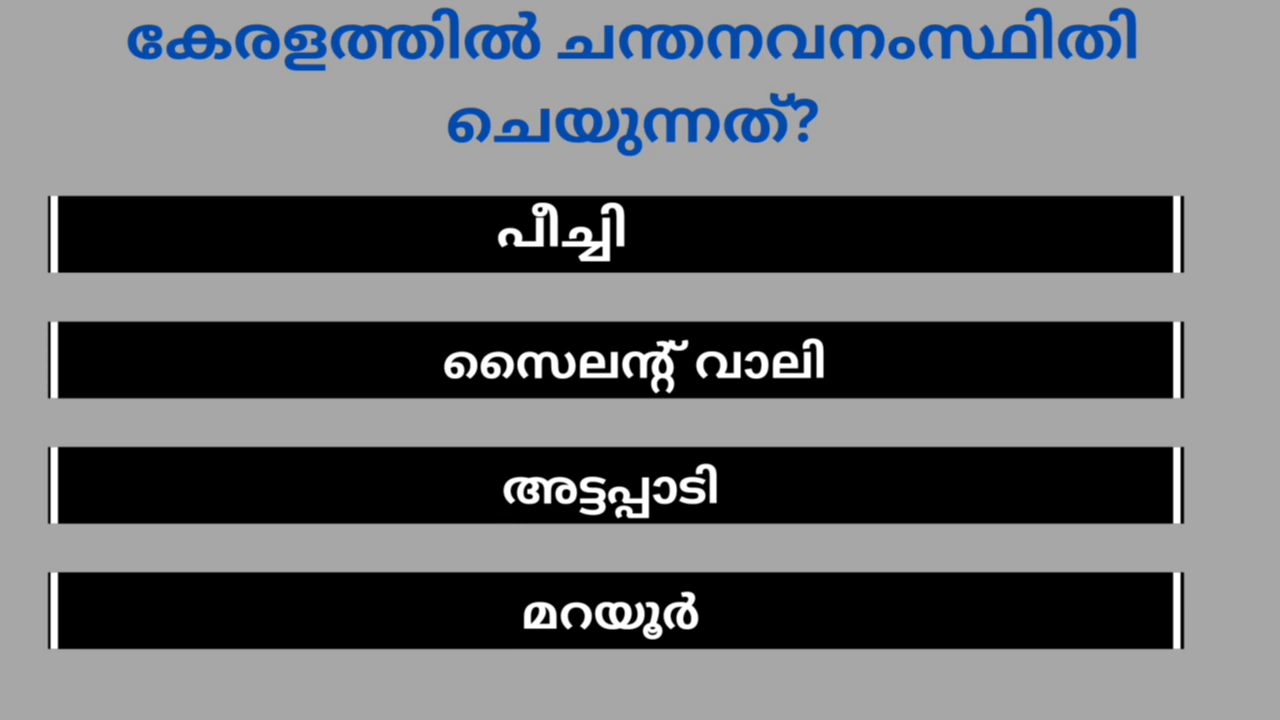 കേരളത്തിൽ ചന്തനവനംസ്ഥിതി
ചെയുന്നത്?
പീച്ചി
സൈലന്റ് വാലി
അട്ടപ്പാടി
മറയൂർ